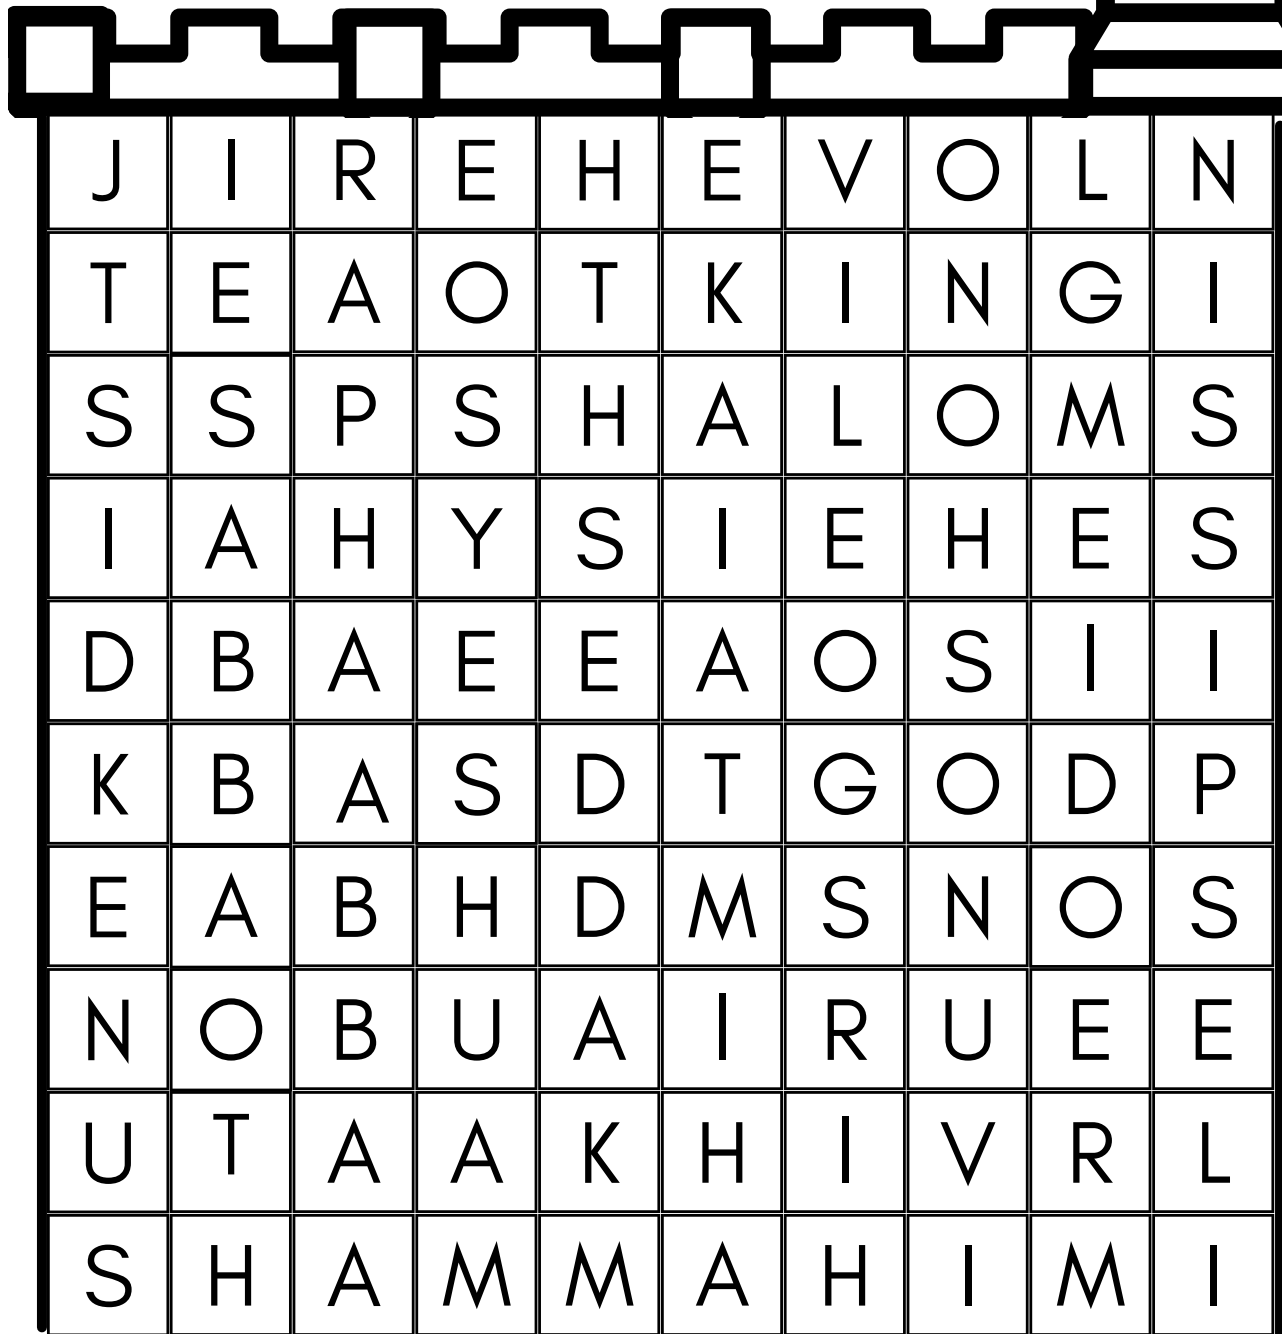 J I R E H E V O L N
T E A O T K I N G I
S S P S H A L O M S
I A H Y S I E H E S
D B A E E A O S I I
K B A S D T G O D P
E A B H D M S N O S
N O B U A I R U E E
U T A A K H I V R L
S H A M M A H I M I